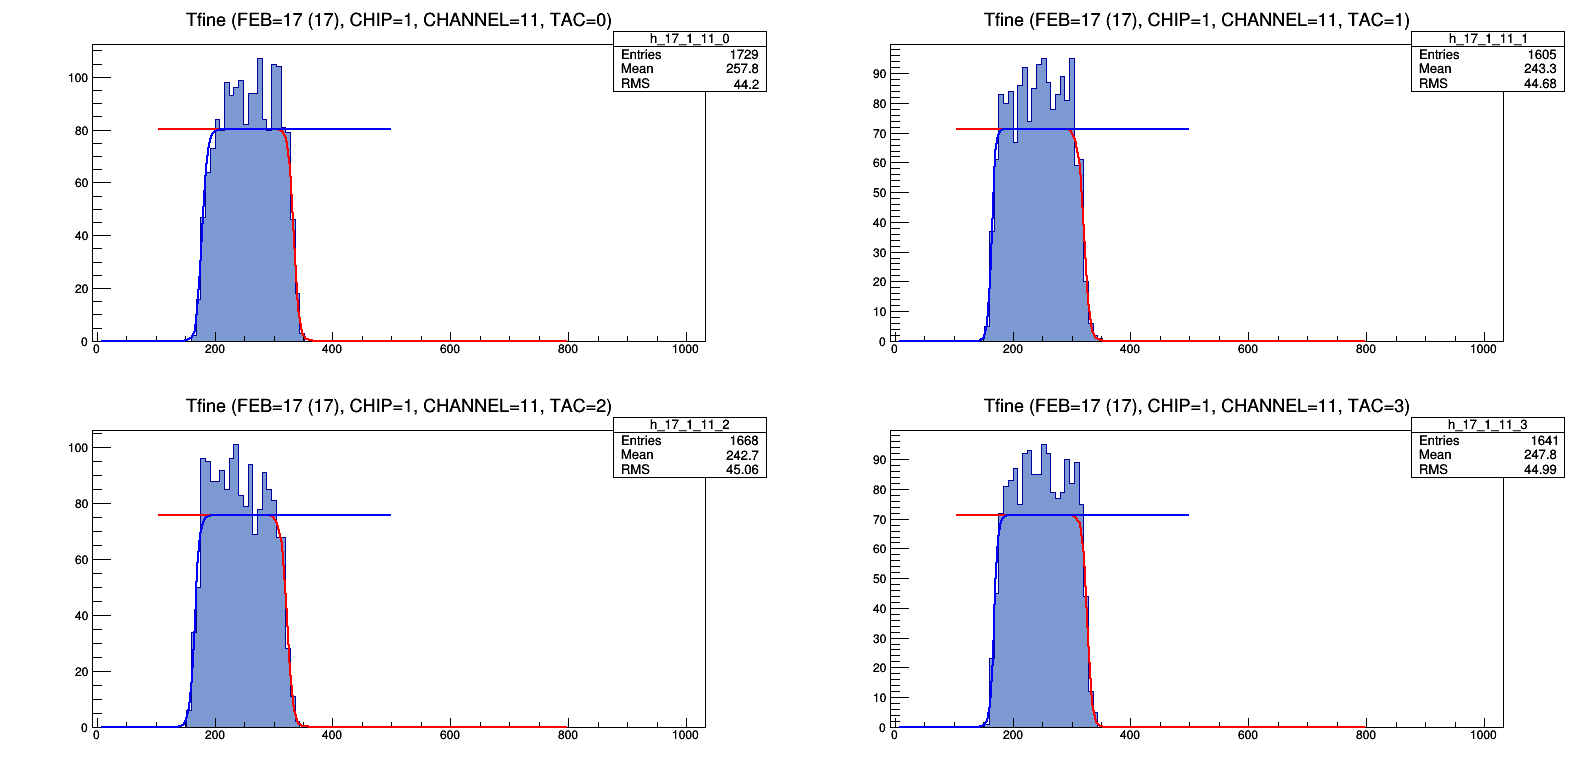 Tfine (FEB=17 (17), CHIP=1, CHANNEL=11, TAC=0)
h_17_1_11_0
Entries 1729
Mean 257.8
RMS 44.2
100
80
60
40
20
0
0 200 400 600 800 1000
Tfine (FEB=17 (17), CHIP=1, CHANNEL=11, TAC=1)
h_17_1_11_1
Entries 1605
Mean 243.3
RMS 44.68
90
80
70
60
50
40
30
20
10
0
0 200 400 600 800 1000
Tfine (FEB=17 (17), CHIP=1, CHANNEL=11, TAC=2)
h_17_1_11_2
Entries 1668
Mean 242.7
RMS 45.06
100
80
60
40
20
0
0 200 400 600 800 1000
Tfine (FEB=17 (17), CHIP=1, CHANNEL=11, TAC=3)
h_17_1_11_3
Entries 1641
Mean 247.8
RMS 44.99
90
80
70
60
50
40
30
20
10
0
0 200 400 600 800 1000